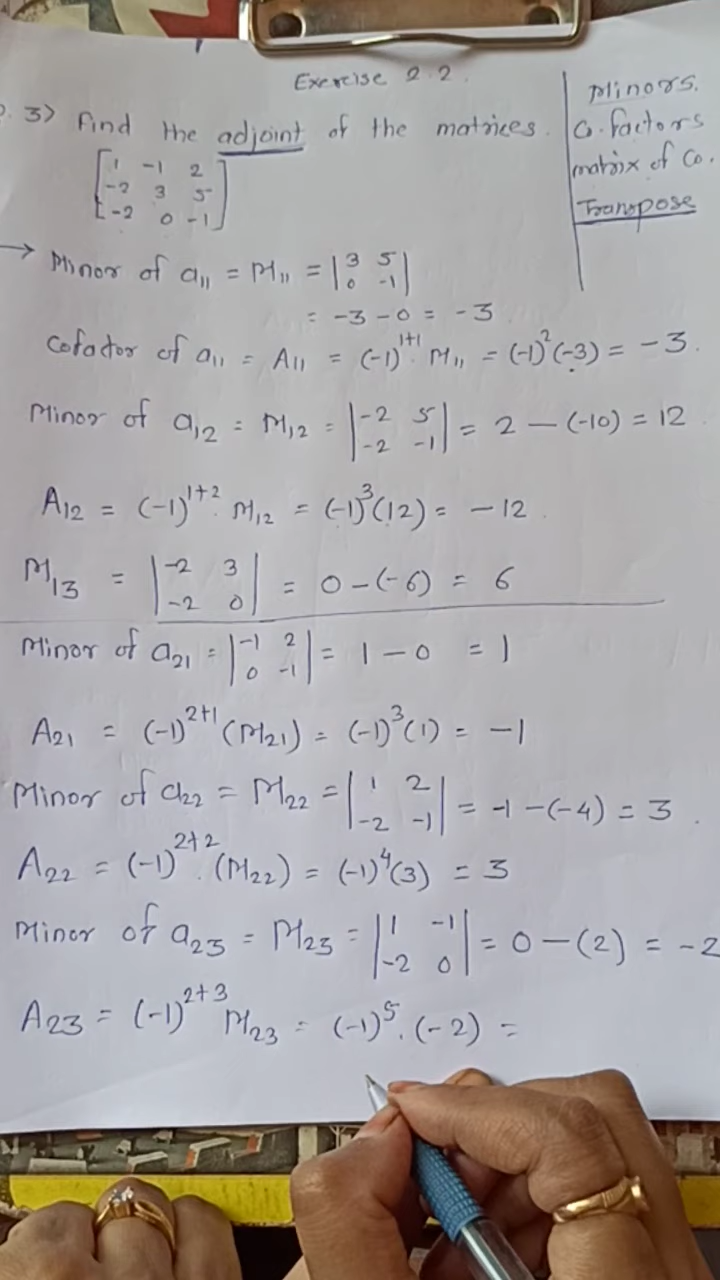 Exercise 2.2
Minors.
Co.factors
matrix of Co.
Transpose
3) Find the adjoint of the matrices.
[1 -1 2
-2 3 5
-2 0 -1]
→ Minor of a₁₁ = M₁₁ = |3 5
0 -1|
= -3 - 0 = -3
Cofactor of a₁₁ = A₁₁ = (-1)¹⁺¹. M₁₁ = (-1)²(-3) = -3.
Minor of a₁₂ = M₁₂ = |-2 5
-2 -1| = 2 - (-10) = 12
A₁₂ = (-1)¹⁺². M₁₂ = (-1)³(12) = -12.
M₁₃ = |-2 3
-2 0| = 0 - (-6) = 6
Minor of a₂₁ = |-1 2
0 -1| = 1 - 0 = 1
A₂₁ = (-1)²⁺¹ (M₂₁) = (-1)³(1) = -1
Minor of a₂₂ = M₂₂ = |1 2
-2 -1| = -1 - (-4) = 3.
A₂₂ = (-1)²⁺². (M₂₂) = (-1)⁴(3) = 3
Minor of a₂₃ = M₂₃ = |1 -1
-2 0| = 0 - (2) = -2
A₂₃ = (-1)²⁺³ M₂₃ = (-1)⁵.(-2) =